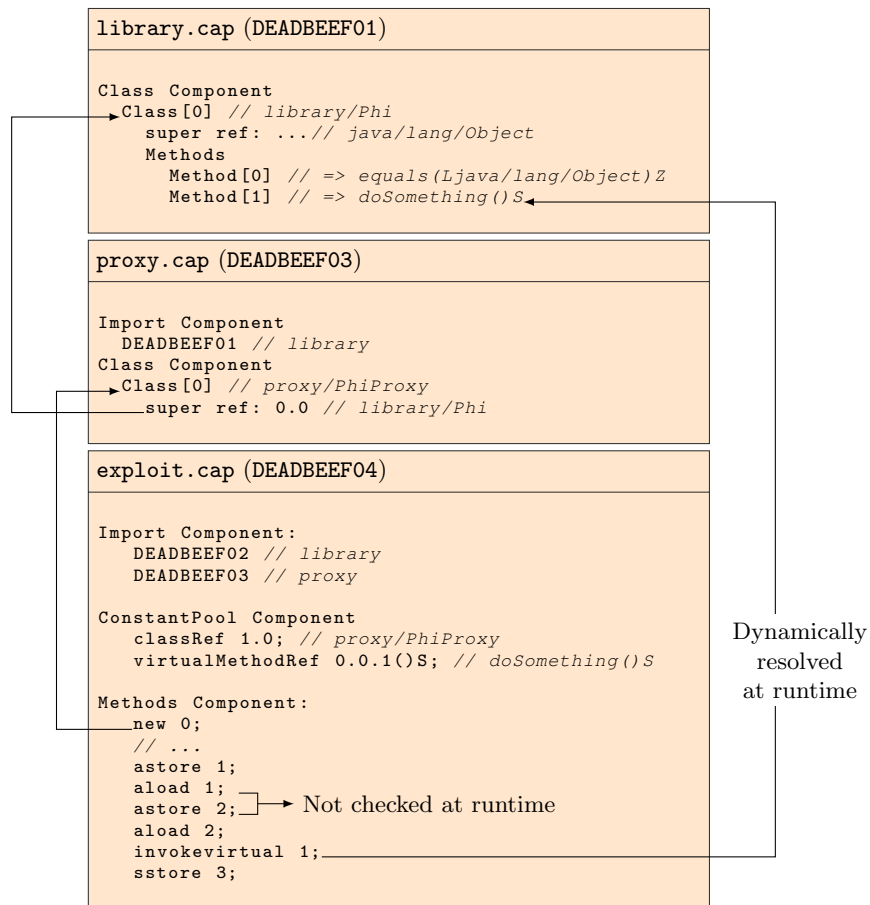 library.cap (DEADBEEF01)
Class Component
Class[0] // library/Phi
super ref: ...// java/lang/Object
Methods
Method[0] // => equals(Ljava/lang/Object)Z
Method[1] // => doSomething()S
proxy.cap (DEADBEEF03)
Import Component
DEADBEEF01 // library
Class Component
Class[0] // proxy/PhiProxy
super ref: 0.0 // library/Phi
exploit.cap (DEADBEEF04)
Import Component:
DEADBEEF02 // library
DEADBEEF03 // proxy
ConstantPool Component
classRef 1.0; // proxy/PhiProxy
virtualMethodRef 0.0.1()S; // doSomething()S
Methods Component:
new 0;
// ...
astore 1;
aload 1;
astore 2;
Not checked at runtime
aload 2;
invokevirtual 1;
sstore 3;
Dynamically
resolved
at runtime